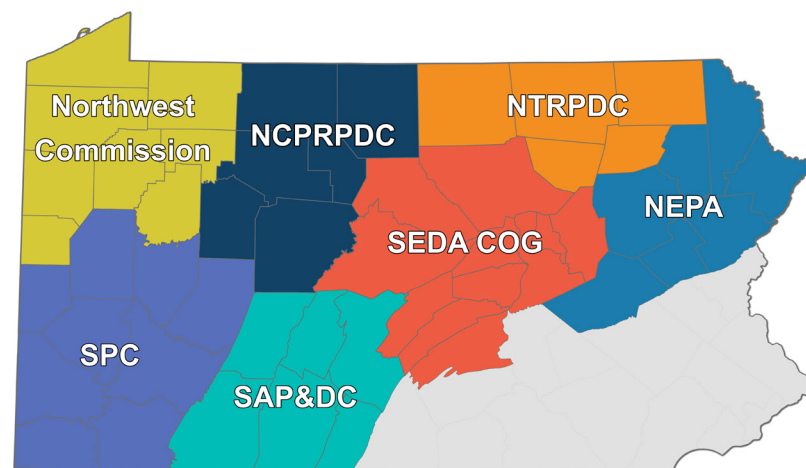 Northwest
Commission
NCPRPDC
NTRPDC
NEPA
SEDA COG
SPC
SAP&DC